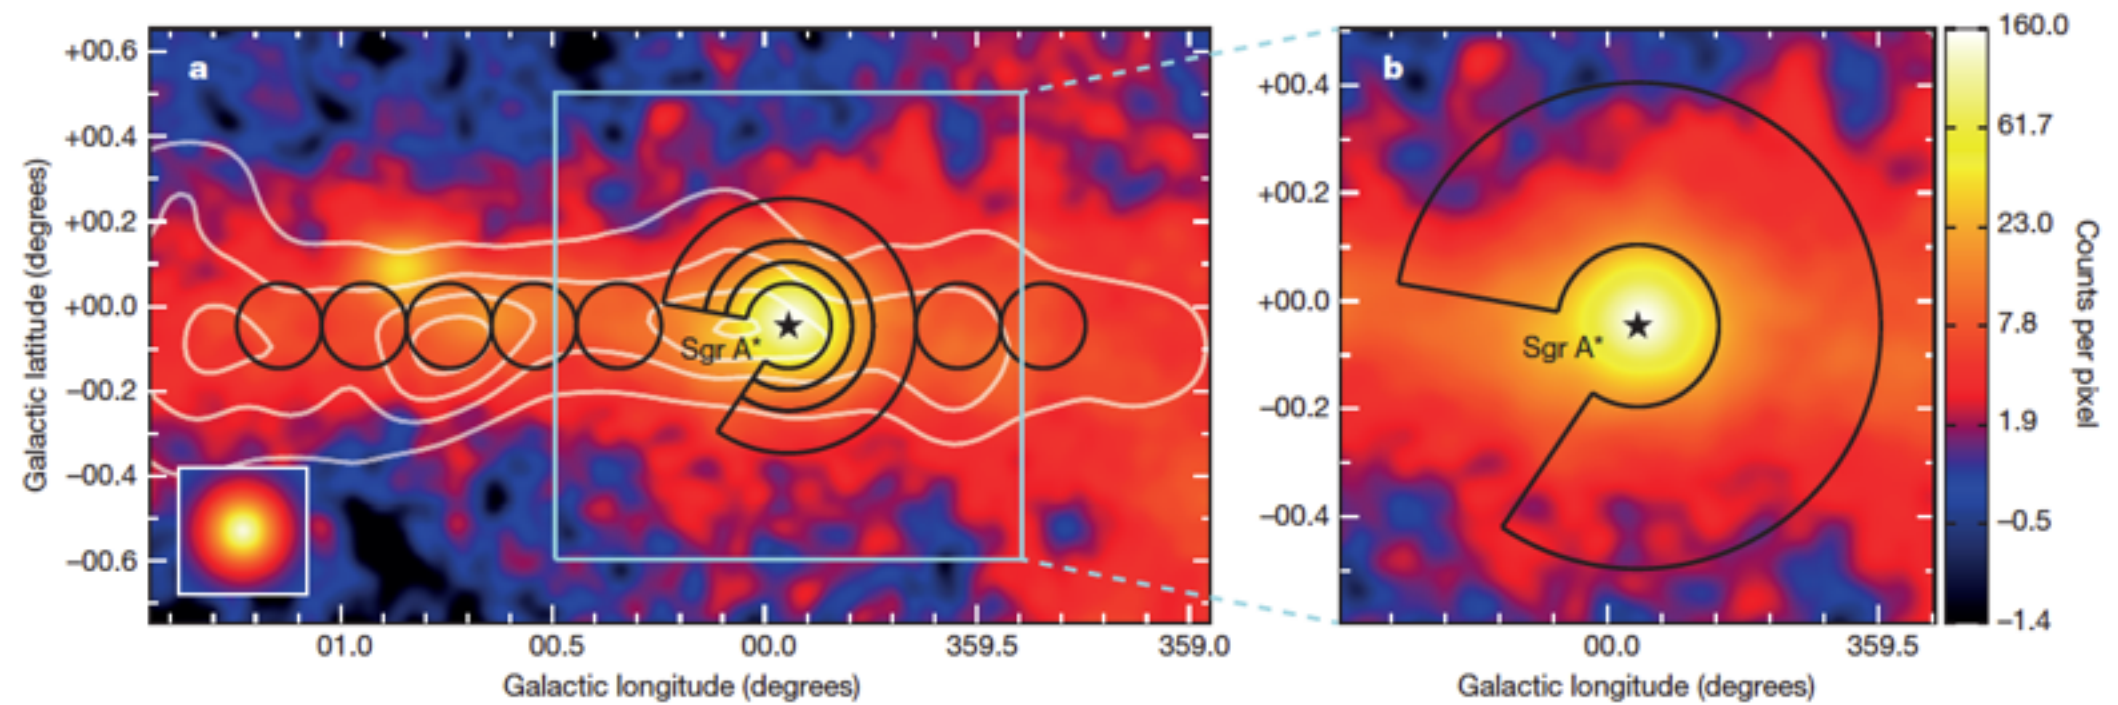 a
+00.6
+00.4
+00.2
+00.0
−00.2
−00.4
−00.6
Galactic latitude (degrees)
Sgr A*
01.0 00.5 00.0 359.5 359.0
Galactic longitude (degrees)
b
+00.4
+00.2
+00.0
−00.2
−00.4
Sgr A*
00.0 359.5
Galactic longitude (degrees)
160.0
61.7
23.0
7.8
1.9
−0.5
−1.4
Counts per pixel